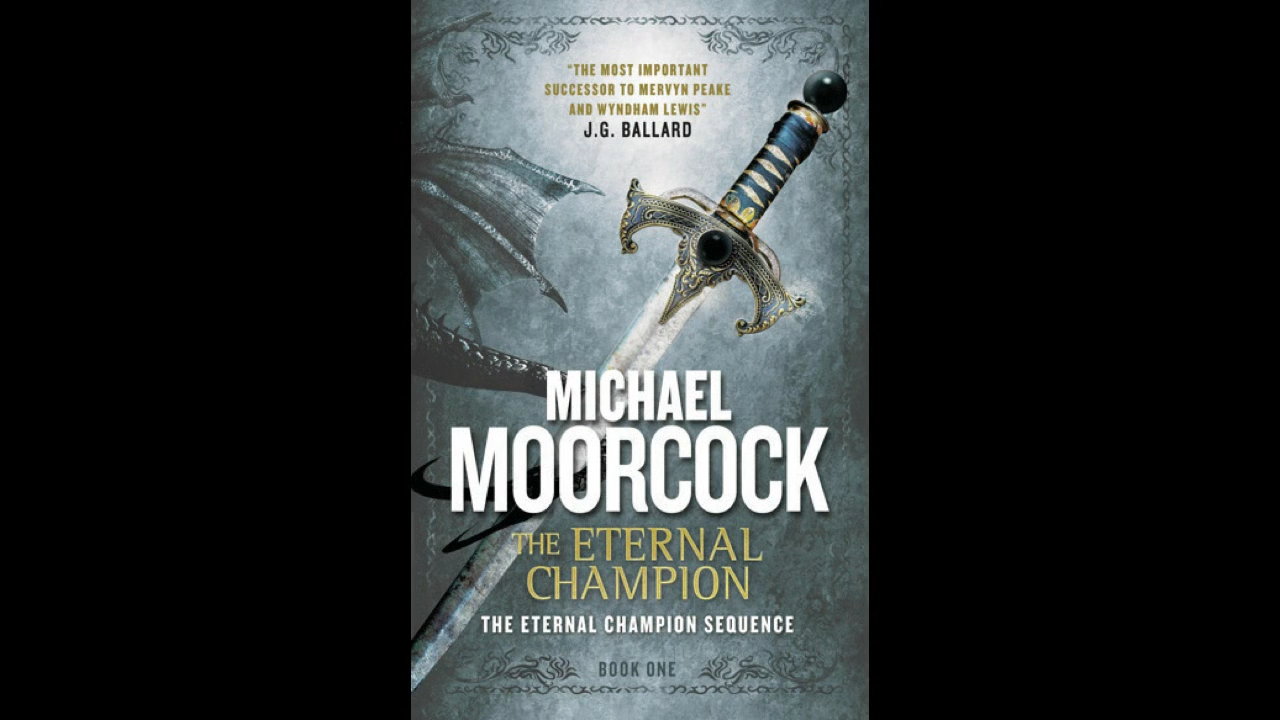 “THE MOST IMPORTANT
SUCCESSOR TO MERVYN PEAKE
AND WYNDHAM LEWIS”
J.G. BALLARD
MICHAEL
MOORCOCK
THE ETERNAL
CHAMPION
THE ETERNAL CHAMPION SEQUENCE
BOOK ONE